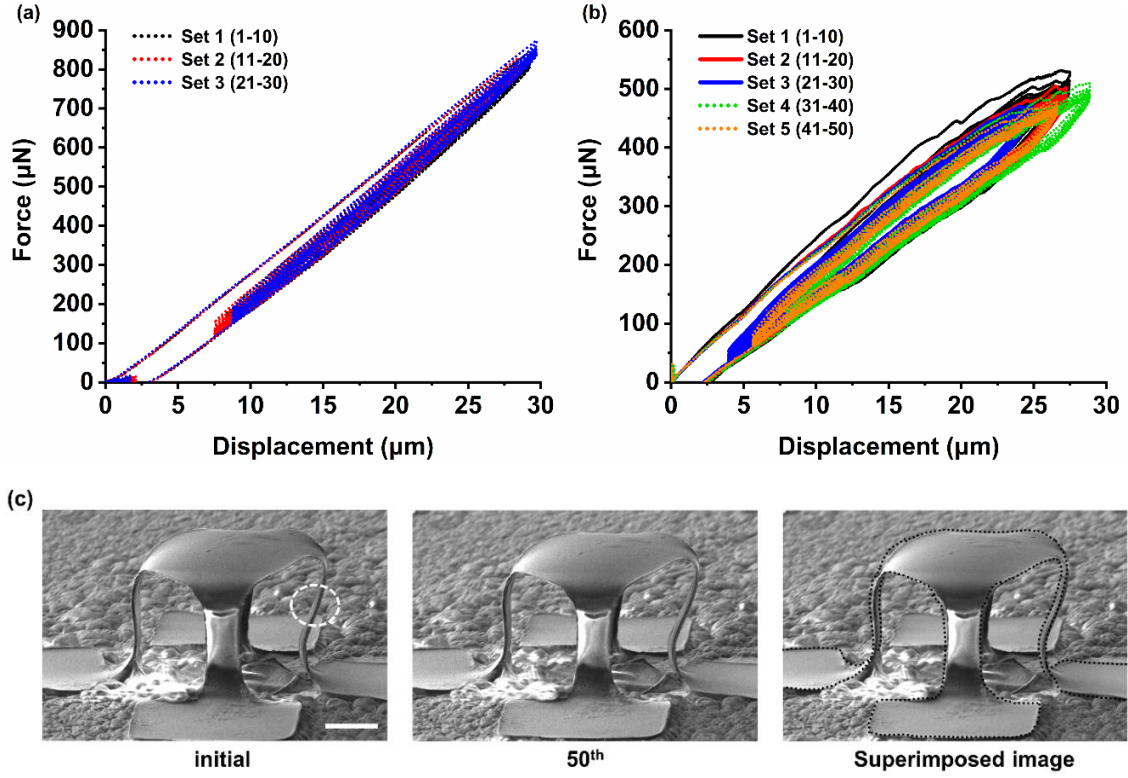 (a)
900
800
700
600
500
400
300
200
100
0
Force (µN)
Set 1 (1-10)
Set 2 (11-20)
Set 3 (21-30)
0 5 10 15 20 25 30
Displacement (µm)
(b)
600
500
400
300
200
100
0
Force (µN)
Set 1 (1-10)
Set 2 (11-20)
Set 3 (21-30)
Set 4 (31-40)
Set 5 (41-50)
0 5 10 15 20 25 30
Displacement (µm)
(c)
initial 50th Superimposed image